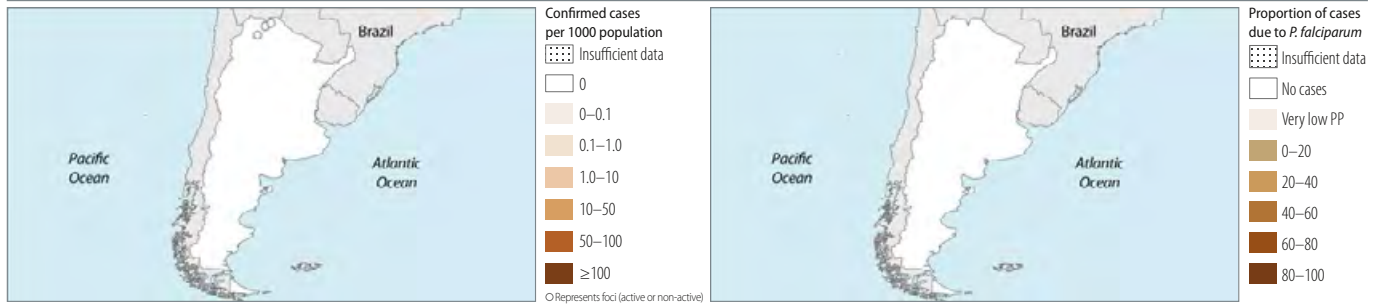 Brazil
Pacific
Ocean
Atlantic
Ocean
Confirmed cases
per 1000 population
Insufficient data
0
0–0.1
0.1–1.0
1.0–10
10–50
50–100
≥100
O Represents foci (active or non-active)
Brazil
Pacific
Ocean
Atlantic
Ocean
Proportion of cases
due to P. falciparum
Insufficient data
No cases
Very low PP
0–20
20–40
40–60
60–80
80–100